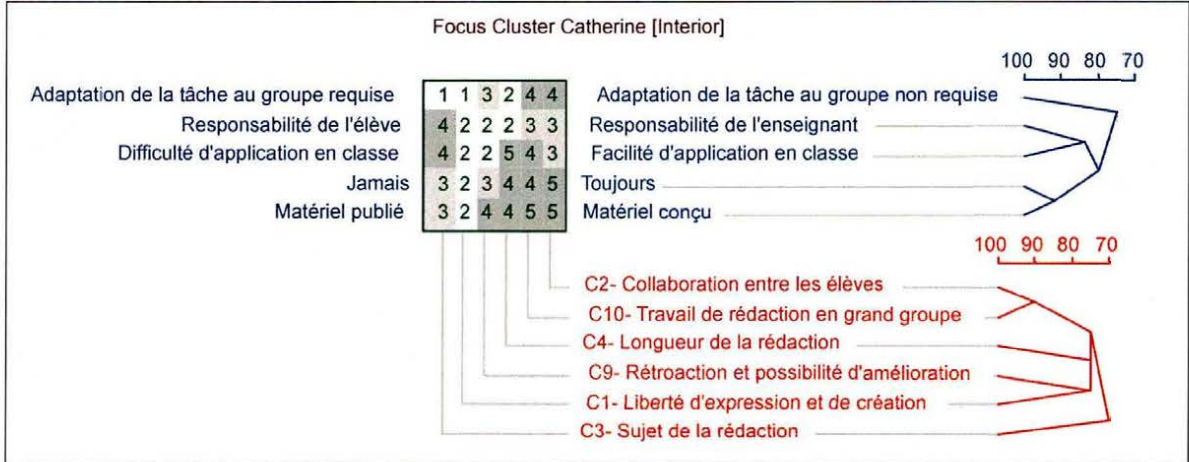 Focus Cluster Catherine [Interior]
100 90 80 70
Adaptation de la tâche au groupe requise 1 1 3 2 4 4 Adaptation de la tâche au groupe non requise
Responsabilité de l'élève 4 2 2 2 3 3 Responsabilité de l'enseignant
Difficulté d'application en classe 4 2 2 5 4 3 Facilité d'application en classe
Jamais 3 2 3 4 4 5 Toujours
Matériel publié 3 2 4 4 5 5 Matériel conçu
100 90 80 70
C2- Collaboration entre les élèves
C10- Travail de rédaction en grand groupe
C4- Longueur de la rédaction
C9- Rétroaction et possibilité d'amélioration
C1- Liberté d'expression et de création
C3- Sujet de la rédaction